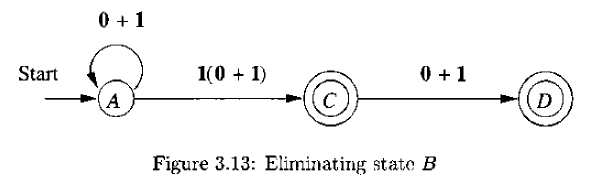 0 + 1
Start
1(0 + 1)
0 + 1
A
C
D
Figure 3.13: Eliminating state B